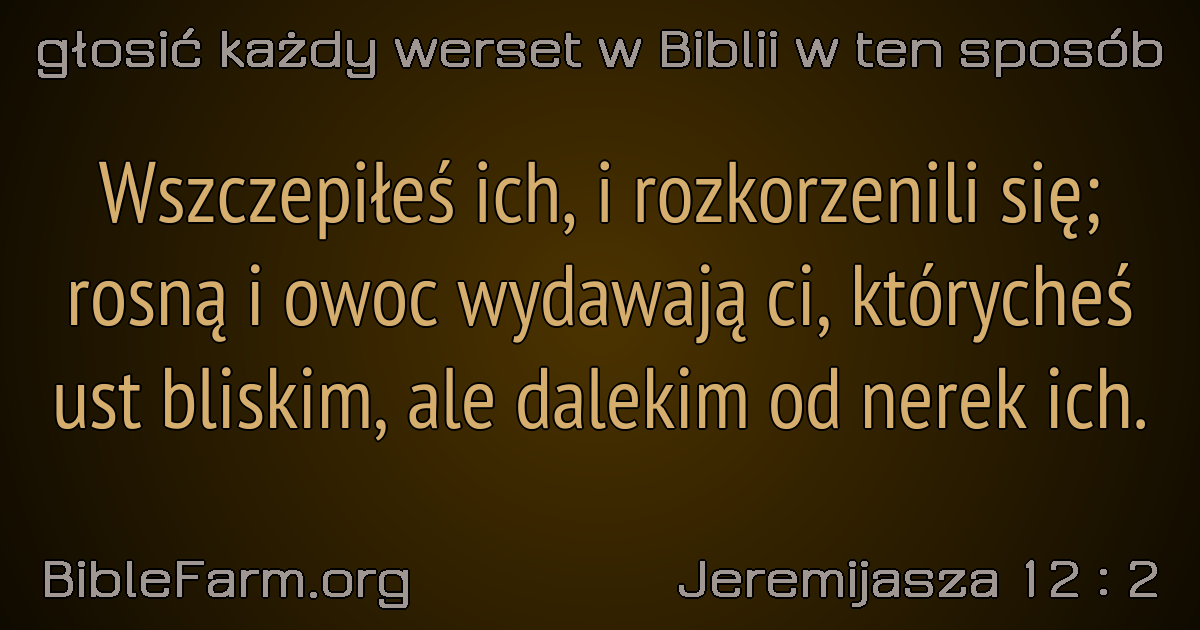 głosić każdy werset w Biblii w ten sposób
Wszczepiłeś ich, i rozkorzenili się;
rosną i owoc wydawają ci, którycheś
ust bliskim, ale dalekim od nerek ich.
BibleFarm.org
Jeremijasza 12 : 2